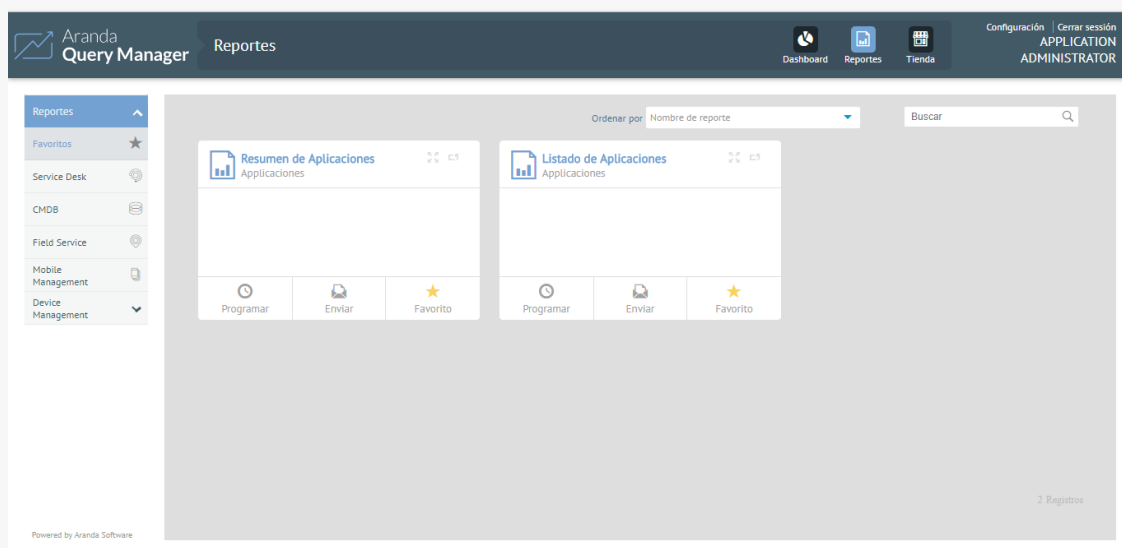 Aranda
Query Manager
Reportes
Dashboard
Reportes
Tienda
Configuración
Cerrar sesión
APPLICATION
ADMINISTRATOR
Reportes
Favoritos
Service Desk
CMDB
Field Service
Mobile
Management
Device
Management
Ordenar por
Nombre de reporte
Buscar
Resumen de Aplicaciones
Applicaciones
Programar
Enviar
Favorito
Listado de Aplicaciones
Applicaciones
Programar
Enviar
Favorito
2 Registros
Powered by Aranda Software